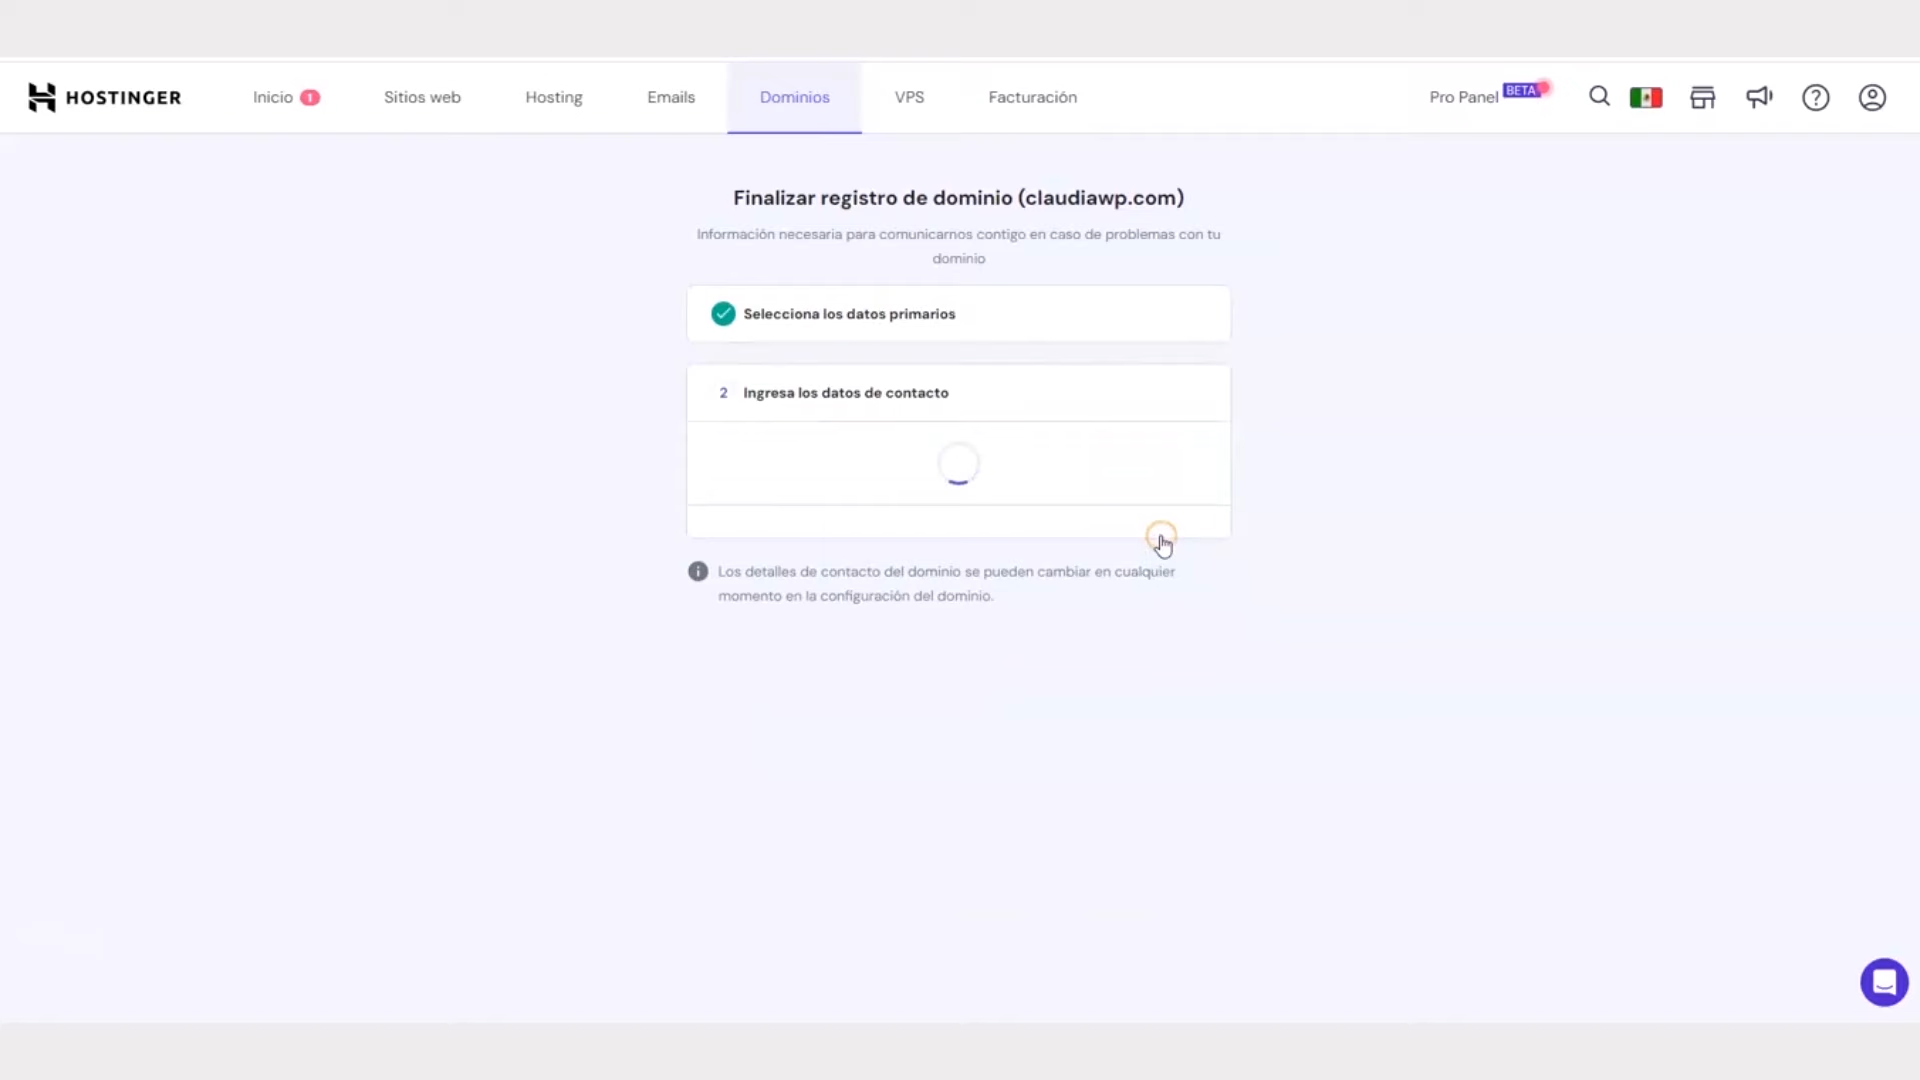 HOSTINGER
Inicio 1
Sitios web
Hosting
Emails
Dominios
VPS
Facturación
Pro Panel BETA
Finalizar registro de dominio (claudiawp.com)
Información necesaria para comunicarnos contigo en caso de problemas con tu
dominio
Selecciona los datos primarios
2 Ingresa los datos de contacto
Los detalles de contacto del dominio se pueden cambiar en cualquier
momento en la configuración del dominio.